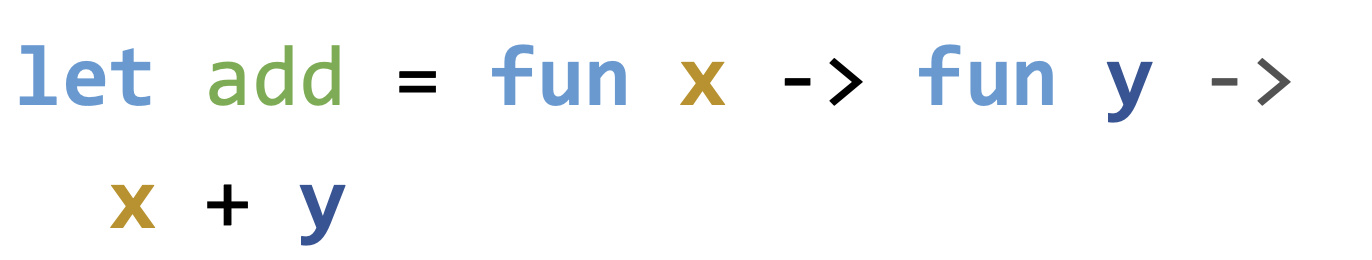 let add = fun x -> fun y ->
x + y